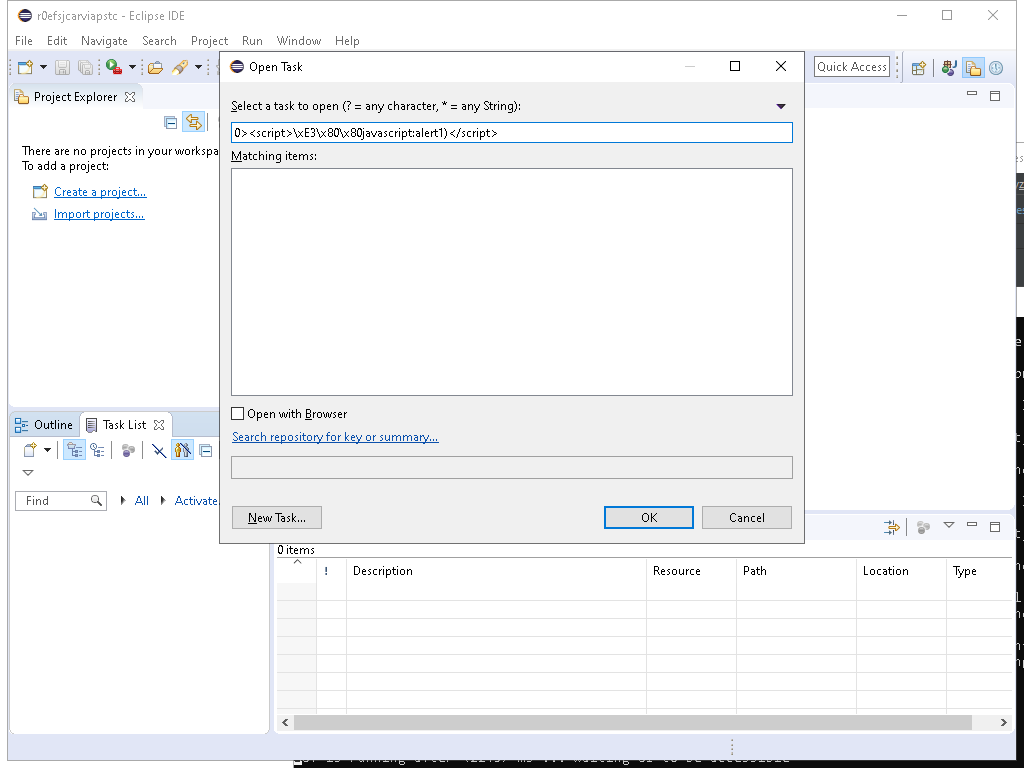 r0efsjcarviapstc - Eclipse IDE
File Edit Navigate Search Project Run Window Help
Quick Access
Open Task
Project Explorer
Select a task to open (? = any character, * = any String):
0><script>\xE3\x80\x80javascript:alert1)</script>
Matching items:
There are no projects in your workspa
To add a project:
Create a project...
Import projects...
Open with Browser
Search repository for key or summary...
Outline Task List
Find All Activate
New Task... OK Cancel
0 items
! Description Resource Path Location Type